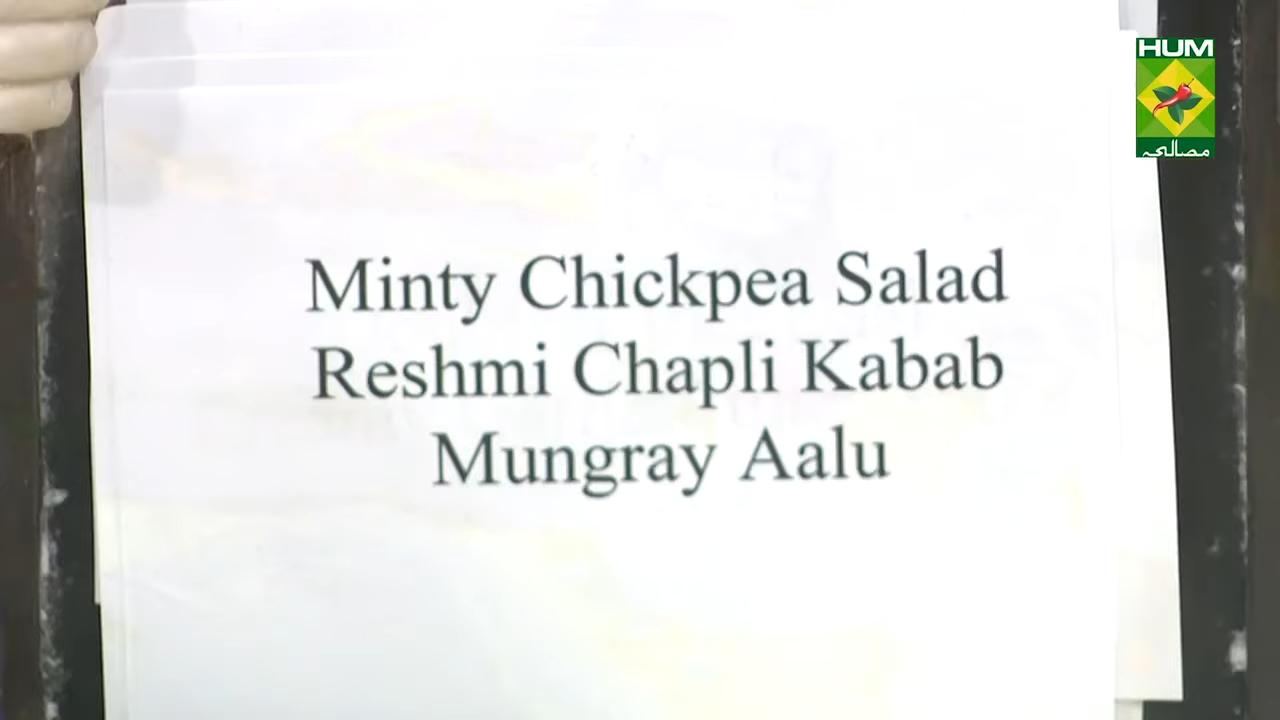 HUM
مصالحہ
Minty Chickpea Salad
Reshmi Chapli Kabab
Mungray Aalu